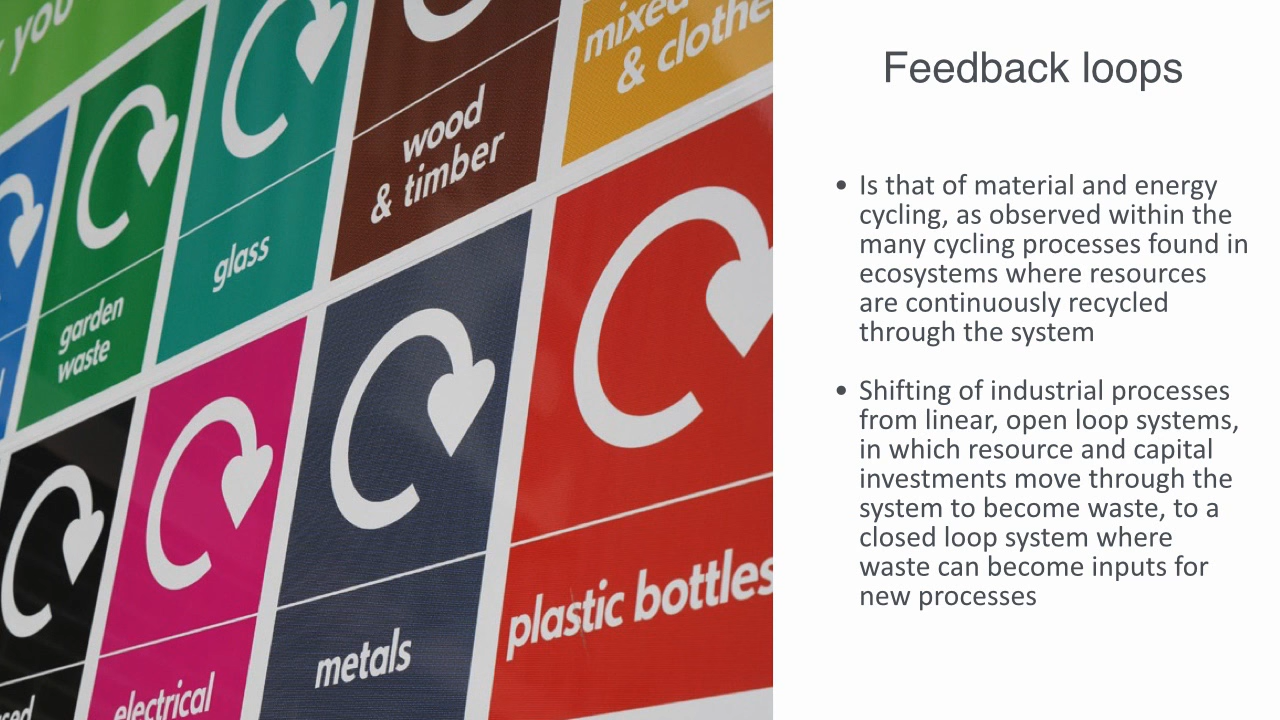 you
mixed
& clothe
wood
& timber
glass
garden
waste
plastic bottles
metals
electrical
Feedback loops
• Is that of material and energy
cycling, as observed within the
many cycling processes found in
ecosystems where resources
are continuously recycled
through the system
• Shifting of industrial processes
from linear, open loop systems,
in which resource and capital
investments move through the
system to become waste, to a
closed loop system where
waste can become inputs for
new processes